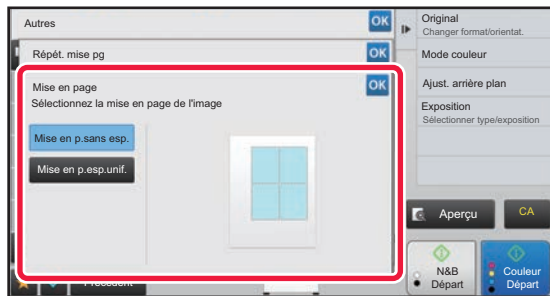 Autres
OK
Répét. mise pg
OK
Mise en page
OK
Sélectionnez la mise en page de l'image
Mise en p.sans esp.
Mise en p.esp.unif.
Précédent
Original
Changer format/orientat.
Mode couleur
Ajust. arrière plan
Exposition
Sélectionner type/exposition
Aperçu
CA
N&B
Départ
Couleur
Départ